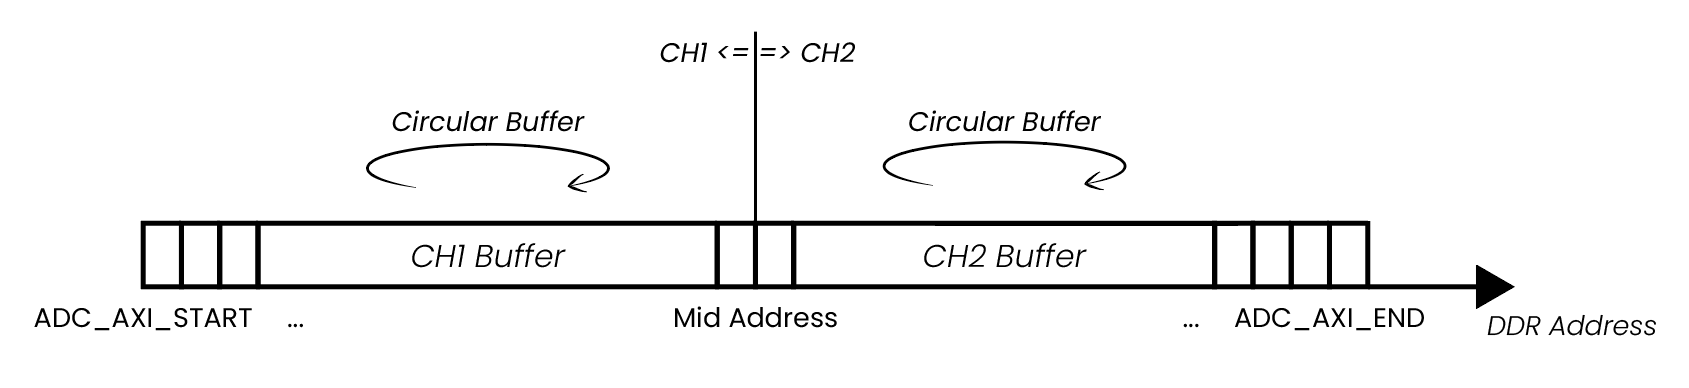 CH1 <= => CH2
Circular Buffer
Circular Buffer
CH1 Buffer
CH2 Buffer
ADC_AXI_START
...
Mid Address
...
ADC_AXI_END
DDR Address